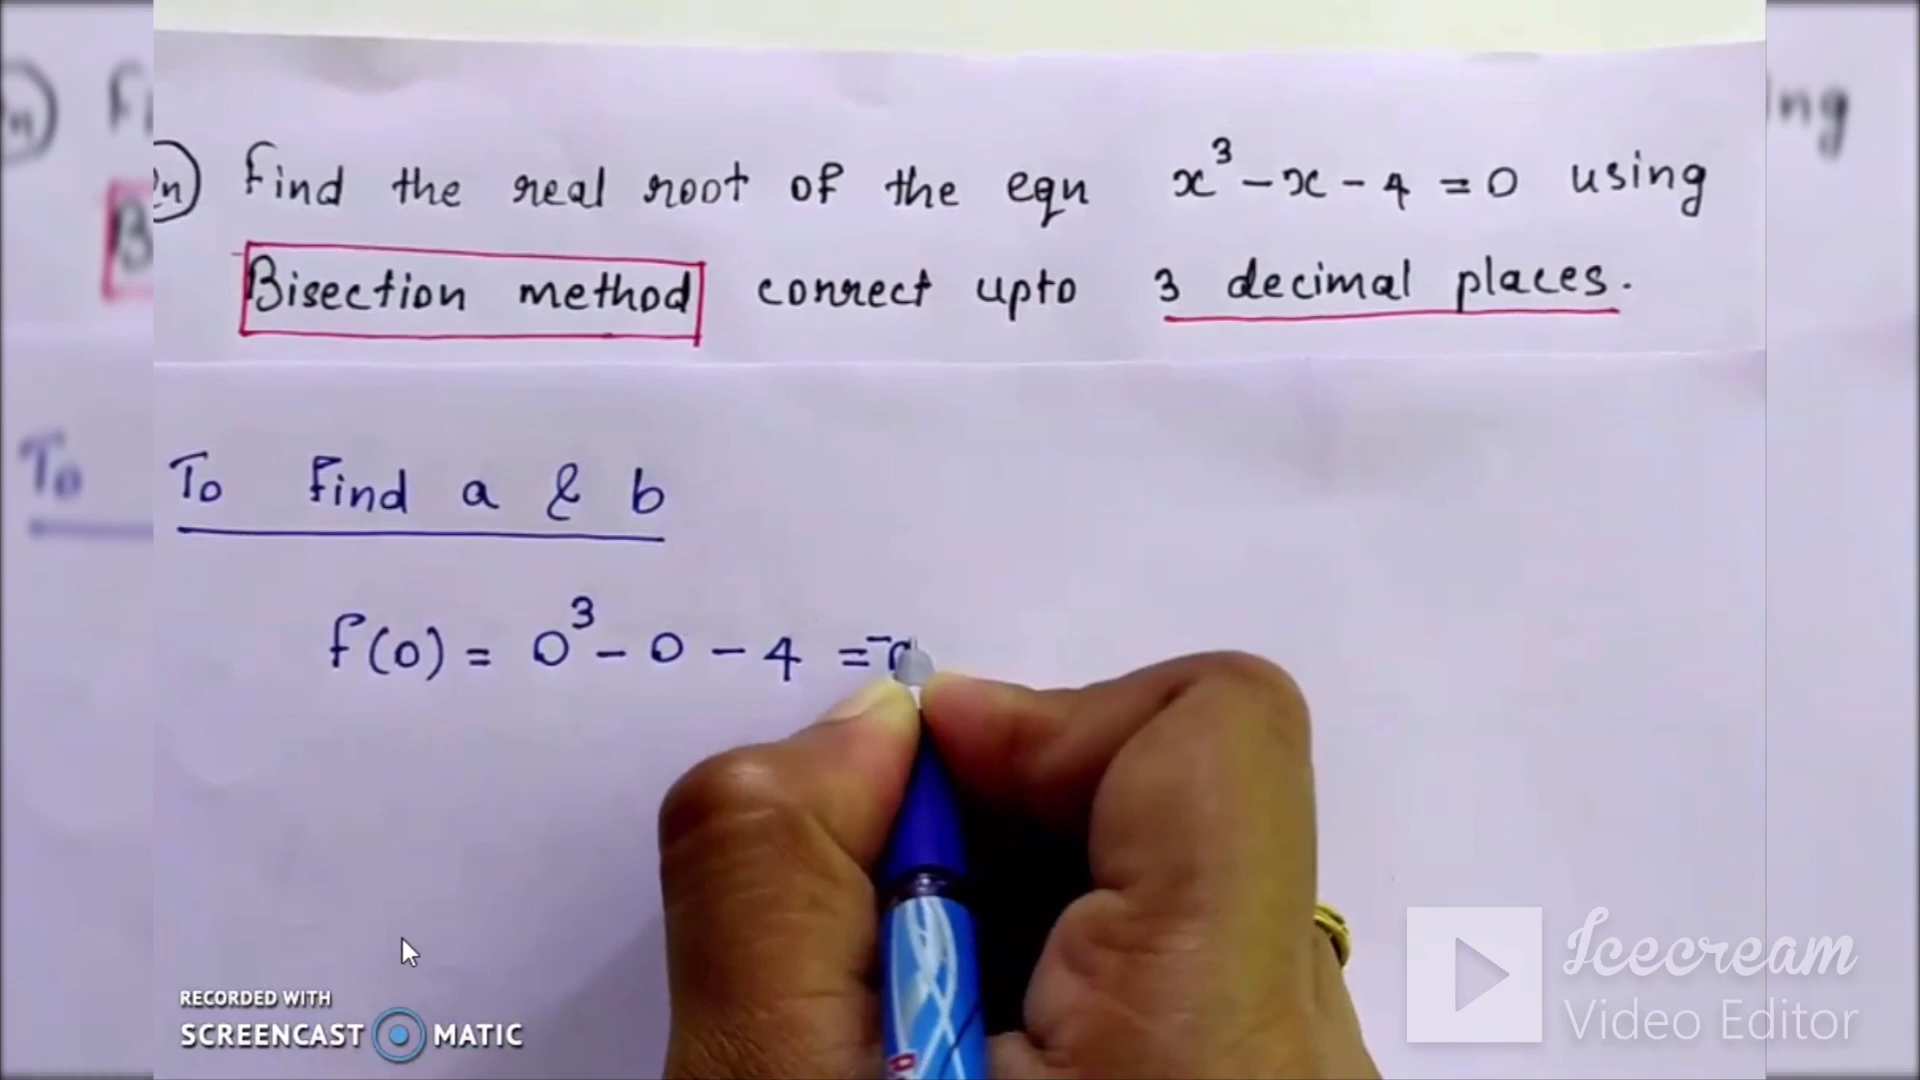 n) Find the real root of the eqn x³ - x - 4 = 0 using
Bisection method correct upto 3 decimal places.
To Find a & b
f(0) = 0³ - 0 - 4 = -
RECORDED WITH
SCREENCAST MATIC
Icecream
Video Editor